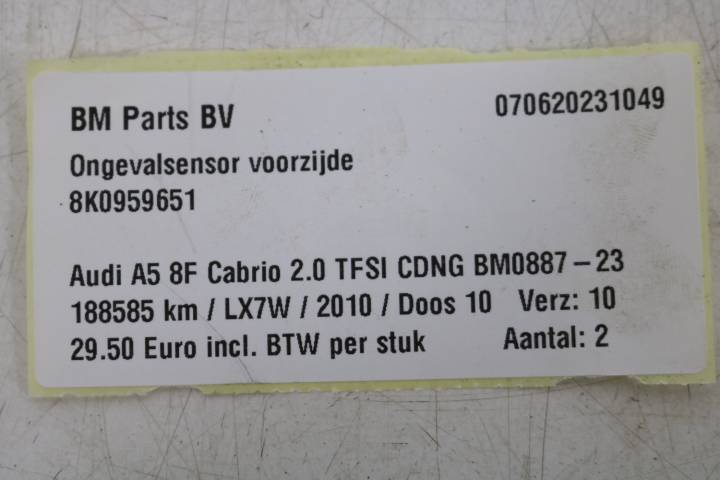 BM Parts BV 070620231049
Ongevalsensor voorzijde
8K0959651
Audi A5 8F Cabrio 2.0 TFSI CDNG BM0887-23
188585 km / LX7W / 2010 / Doos 10 Verz: 10
29.50 Euro incl. BTW per stuk Aantal: 2